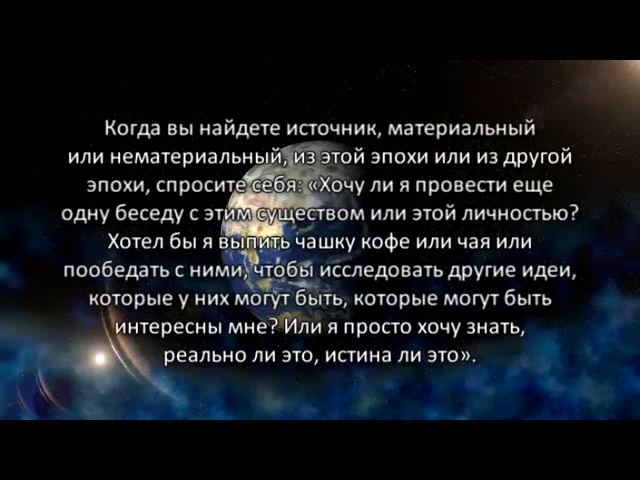 Когда вы найдете источник, материальный
или нематериальный, из этой эпохи или из другой
эпохи, спросите себя: «Хочу ли я провести еще
одну беседу с этим существом или этой личностью?
Хотел бы я выпить чашку кофе или чая или
пообедать с ними, чтобы исследовать другие идеи,
которые у них могут быть, которые могут быть
интересны мне? Или я просто хочу знать,
реально ли это, истина ли это».